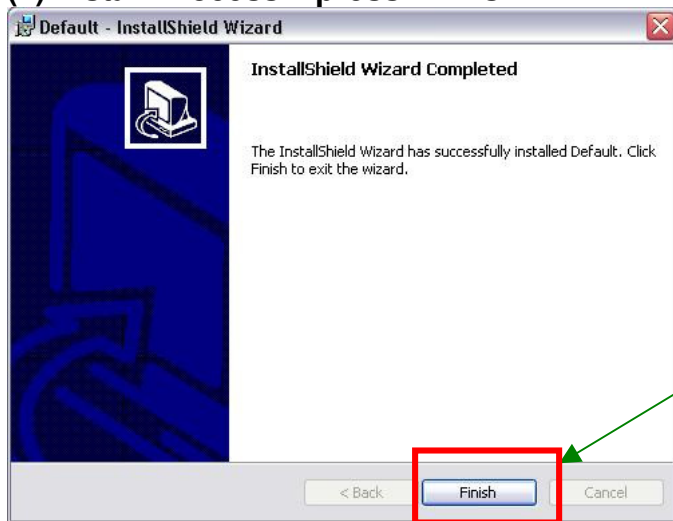 Default - InstallShield Wizard
InstallShield Wizard Completed
The InstallShield Wizard has successfully installed Default. Click
Finish to exit the wizard.
< Back
Finish
Cancel